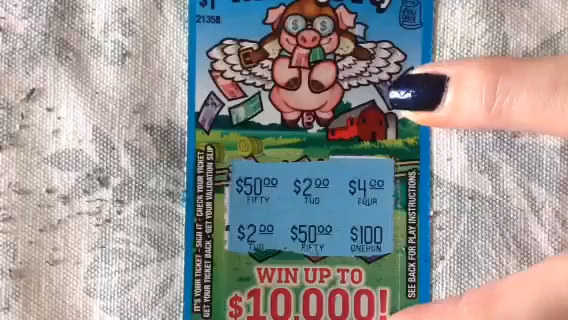 $1
21358
$50.00 $2.00 $4.00
FIFTY TWO FOUR
$2.00 $50.00 $100
TWO FIFTY ONEHUN
WIN UP TO
$10,000!
IT'S YOUR TICKET - SIGN IT - CHECK YOUR TICKET
GET YOUR TICKET BACK - GET YOUR VALIDATION SLIP
SEE BACK FOR PLAY INSTRUCTIONS